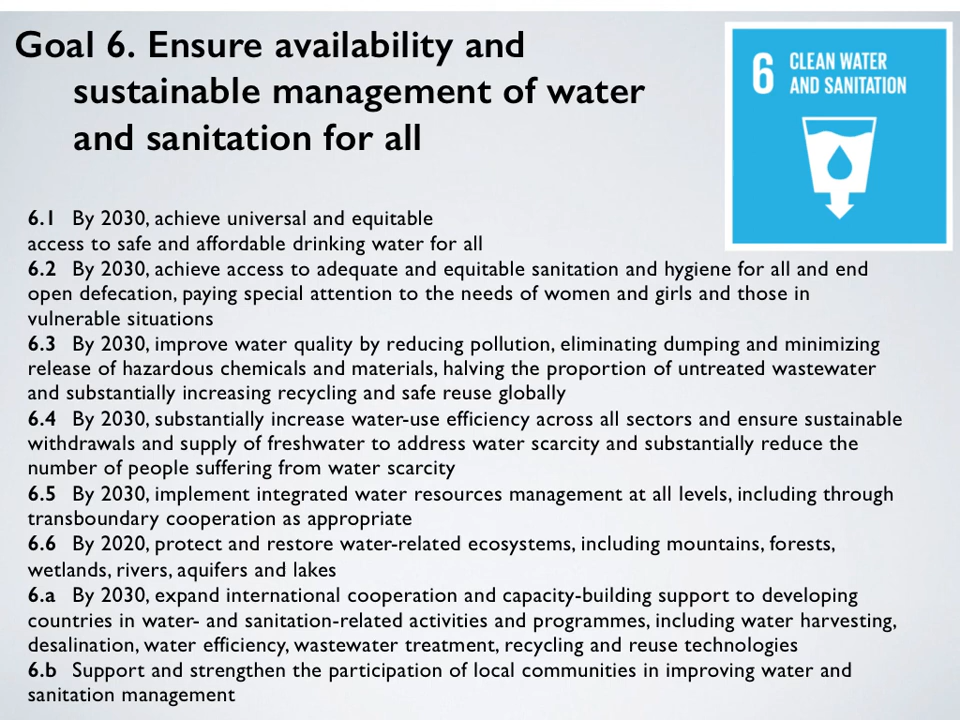 Goal 6. Ensure availability and
sustainable management of water
and sanitation for all
6 CLEAN WATER
AND SANITATION
6.1 By 2030, achieve universal and equitable
access to safe and affordable drinking water for all
6.2 By 2030, achieve access to adequate and equitable sanitation and hygiene for all and end
open defecation, paying special attention to the needs of women and girls and those in
vulnerable situations
6.3 By 2030, improve water quality by reducing pollution, eliminating dumping and minimizing
release of hazardous chemicals and materials, halving the proportion of untreated wastewater
and substantially increasing recycling and safe reuse globally
6.4 By 2030, substantially increase water-use efficiency across all sectors and ensure sustainable
withdrawals and supply of freshwater to address water scarcity and substantially reduce the
number of people suffering from water scarcity
6.5 By 2030, implement integrated water resources management at all levels, including through
transboundary cooperation as appropriate
6.6 By 2020, protect and restore water-related ecosystems, including mountains, forests,
wetlands, rivers, aquifers and lakes
6.a By 2030, expand international cooperation and capacity-building support to developing
countries in water- and sanitation-related activities and programmes, including water harvesting,
desalination, water efficiency, wastewater treatment, recycling and reuse technologies
6.b Support and strengthen the participation of local communities in improving water and
sanitation management